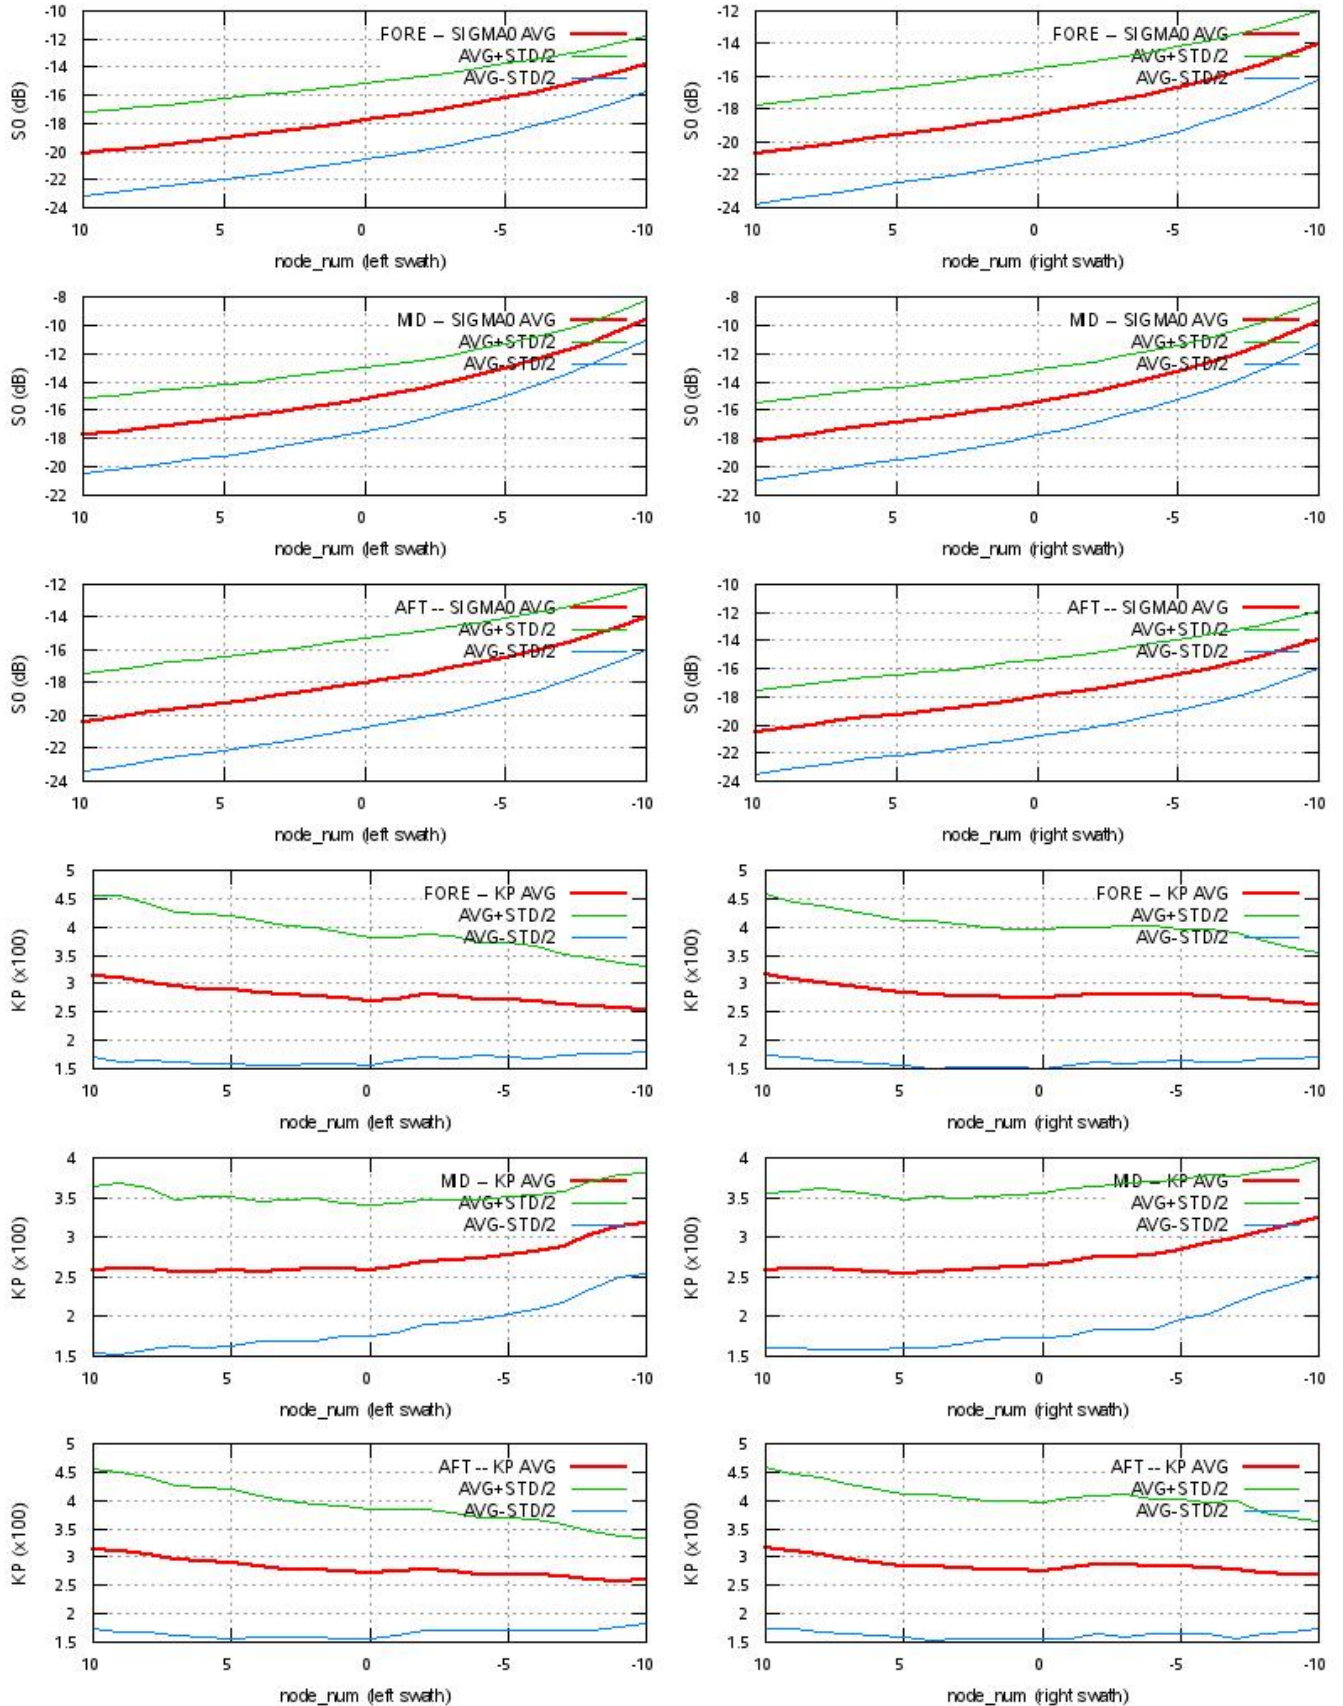 -10
-12
-14
-16
-18
-20
-22
-24
S0 (dB)
FORE -- SIGMA0 AVG
AVG+STD/2
AVG-STD/2
10
5
0
-5
-10
node_num (left swath)
-12
-14
-16
-18
-20
-22
-24
S0 (dB)
FORE -- SIGMA0 AVG
AVG+STD/2
AVG-STD/2
10
5
0
-5
-10
node_num (right swath)
-8
-10
-12
-14
-16
-18
-20
-22
S0 (dB)
MID -- SIGMA0 AVG
AVG+STD/2
AVG-STD/2
10
5
0
-5
-10
node_num (left swath)
-8
-10
-12
-14
-16
-18
-20
-22
S0 (dB)
MID -- SIGMA0 AVG
AVG+STD/2
AVG-STD/2
10
5
0
-5
-10
node_num (right swath)
-12
-14
-16
-18
-20
-22
-24
S0 (dB)
AFT -- SIGMA0 AVG
AVG+STD/2
AVG-STD/2
10
5
0
-5
-10
node_num (left swath)
-10
-12
-14
-16
-18
-20
-22
-24
S0 (dB)
AFT -- SIGMA0 AVG
AVG+STD/2
AVG-STD/2
10
5
0
-5
-10
node_num (right swath)
5
4.5
4
3.5
3
2.5
2
1.5
KP (x100)
FORE -- KP AVG
AVG+STD/2
AVG-STD/2
10
5
0
-5
-10
node_num (left swath)
5
4.5
4
3.5
3
2.5
2
1.5
KP (x100)
FORE -- KP AVG
AVG+STD/2
AVG-STD/2
10
5
0
-5
-10
node_num (right swath)
4
3.5
3
2.5
2
1.5
KP (x100)
MID -- KP AVG
AVG+STD/2
AVG-STD/2
10
5
0
-5
-10
node_num (left swath)
4
3.5
3
2.5
2
1.5
KP (x100)
MID -- KP AVG
AVG+STD/2
AVG-STD/2
10
5
0
-5
-10
node_num (right swath)
5
4.5
4
3.5
3
2.5
2
1.5
KP (x100)
AFT -- KP AVG
AVG+STD/2
AVG-STD/2
10
5
0
-5
-10
node_num (left swath)
5
4.5
4
3.5
3
2.5
2
1.5
KP (x100)
AFT -- KP AVG
AVG+STD/2
AVG-STD/2
10
5
0
-5
-10
node_num (right swath)